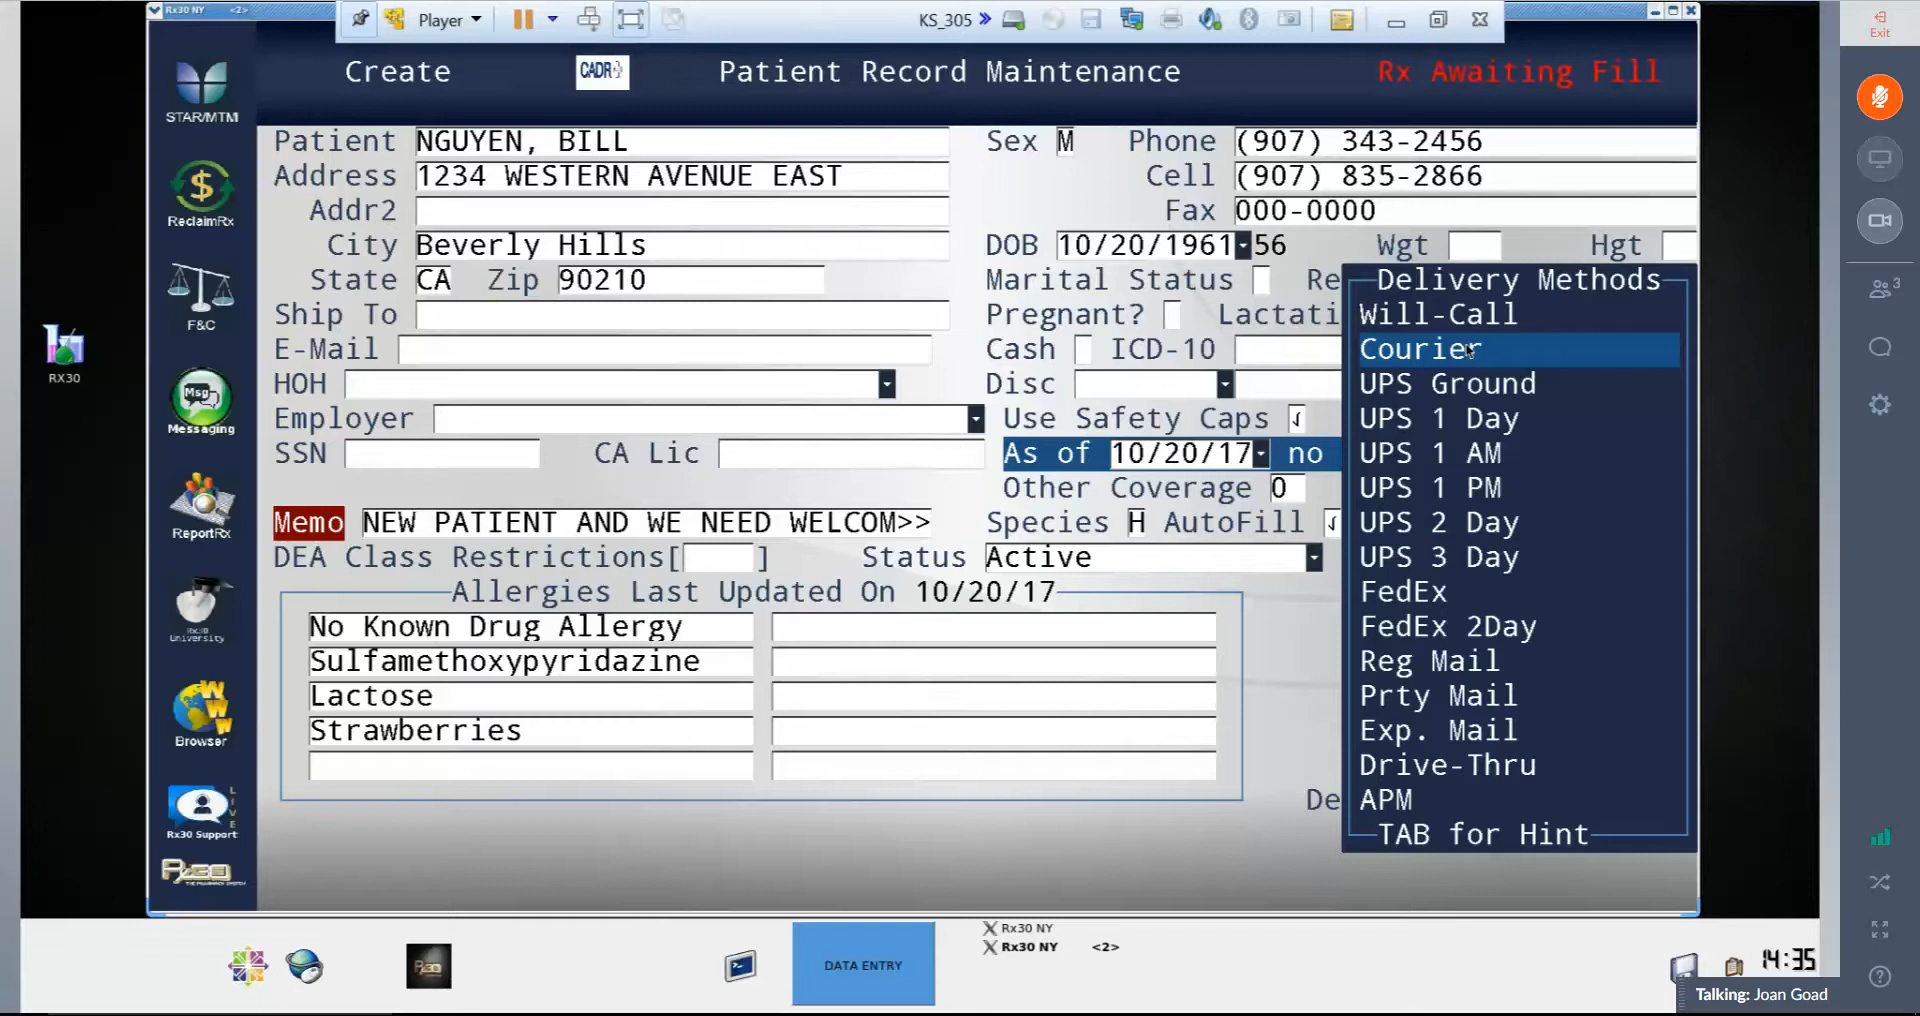 Rx30 NY <2>
Player
KS_305
Exit
Create CADR Patient Record Maintenance Rx Awaiting Fill
STAR/MTM
ReclaimRx
F&C
Msg
Messaging
ReportRx
Rx30
University
WWW
Browser
LIVE
Rx30 Support
Rx30
RX30
Patient NGUYEN, BILL Sex M Phone (907) 343-2456
Address 1234 WESTERN AVENUE EAST Cell (907) 835-2866
Addr2 Fax 000-0000
City Beverly Hills DOB 10/20/1961 56 Wgt Hgt
State CA Zip 90210 Marital Status Re
Ship To Pregnant? Lactati
E-Mail Cash ICD-10
HOH Disc
Employer Use Safety Caps √
SSN CA Lic As of 10/20/17 no
Other Coverage 0
Memo NEW PATIENT AND WE NEED WELCOM>> Species H AutoFill √
DEA Class Restrictions[ ] Status Active
Allergies Last Updated On 10/20/17
No Known Drug Allergy
Sulfamethoxypyridazine
Lactose
Strawberries
De
Delivery Methods
Will-Call
Courier
UPS Ground
UPS 1 Day
UPS 1 AM
UPS 1 PM
UPS 2 Day
UPS 3 Day
FedEx
FedEx 2Day
Reg Mail
Prty Mail
Exp. Mail
Drive-Thru
APM
TAB for Hint
3
DATA ENTRY
Rx30 NY
Rx30 NY <2>
14:35
Talking: Joan Goad